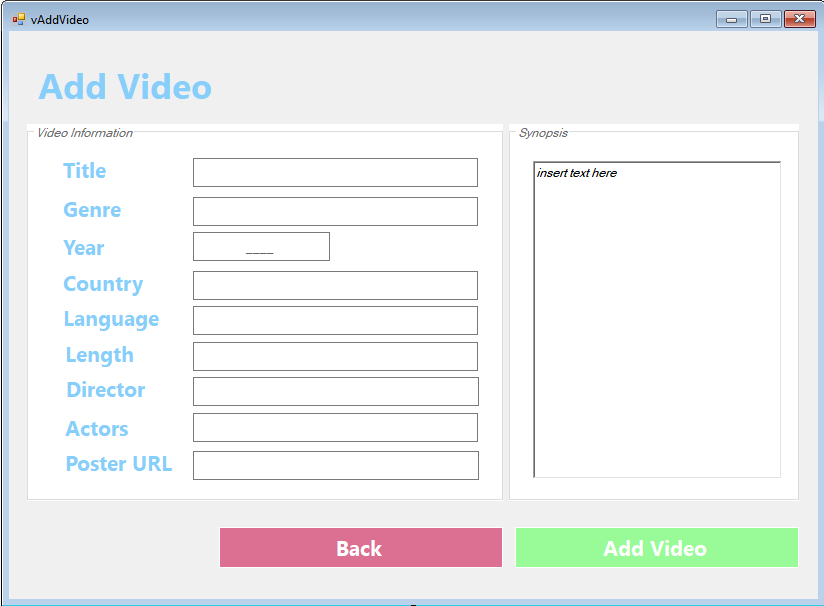 vAddVideo
Add Video
Video Information
Title
Genre
Year
____
Country
Language
Length
Director
Actors
Poster URL
Synopsis
insert text here
Back
Add Video